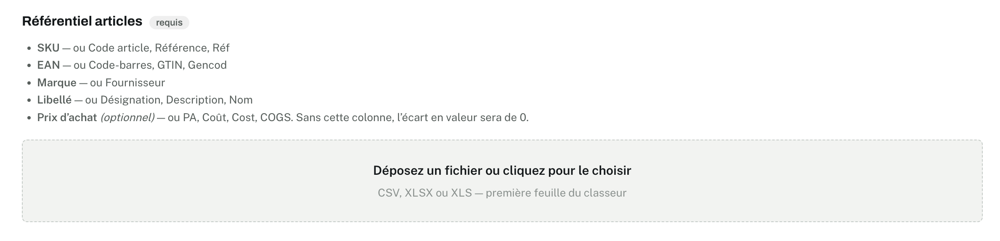 Référentiel articles requis
• SKU — ou Code article, Référence, Réf
• EAN — ou Code-barres, GTIN, Gencod
• Marque — ou Fournisseur
• Libellé — ou Désignation, Description, Nom
• Prix d’achat (optionnel) — ou PA, Coût, Cost, COGS. Sans cette colonne, l’écart en valeur sera de 0.
Déposez un fichier ou cliquez pour le choisir
CSV, XLSX ou XLS — première feuille du classeur